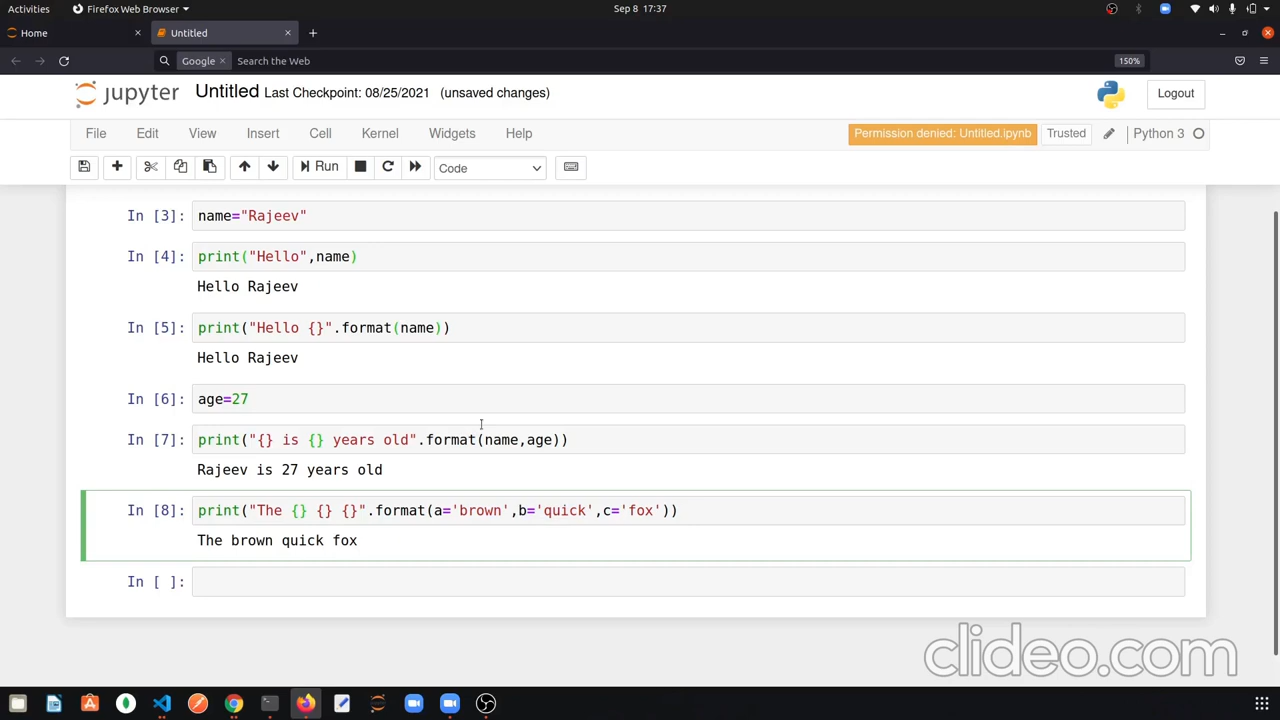 Activities
Firefox Web Browser
Sep 8 17:37
Home
Untitled
Google
Search the Web
150%
jupyter
Untitled Last Checkpoint: 08/25/2021 (unsaved changes)
Logout
File Edit View Insert Cell Kernel Widgets Help
Permission denied: Untitled.ipynb
Trusted
Python 3
Run
Code
In [3]: name="Rajeev"
In [4]: print("Hello",name)
Hello Rajeev
In [5]: print("Hello {}".format(name))
Hello Rajeev
In [6]: age=27
In [7]: print("{} is {} years old".format(name,age))
Rajeev is 27 years old
In [8]: print("The {} {} {}".format(a='brown',b='quick',c='fox'))
The brown quick fox
In [ ]:
clideo.com